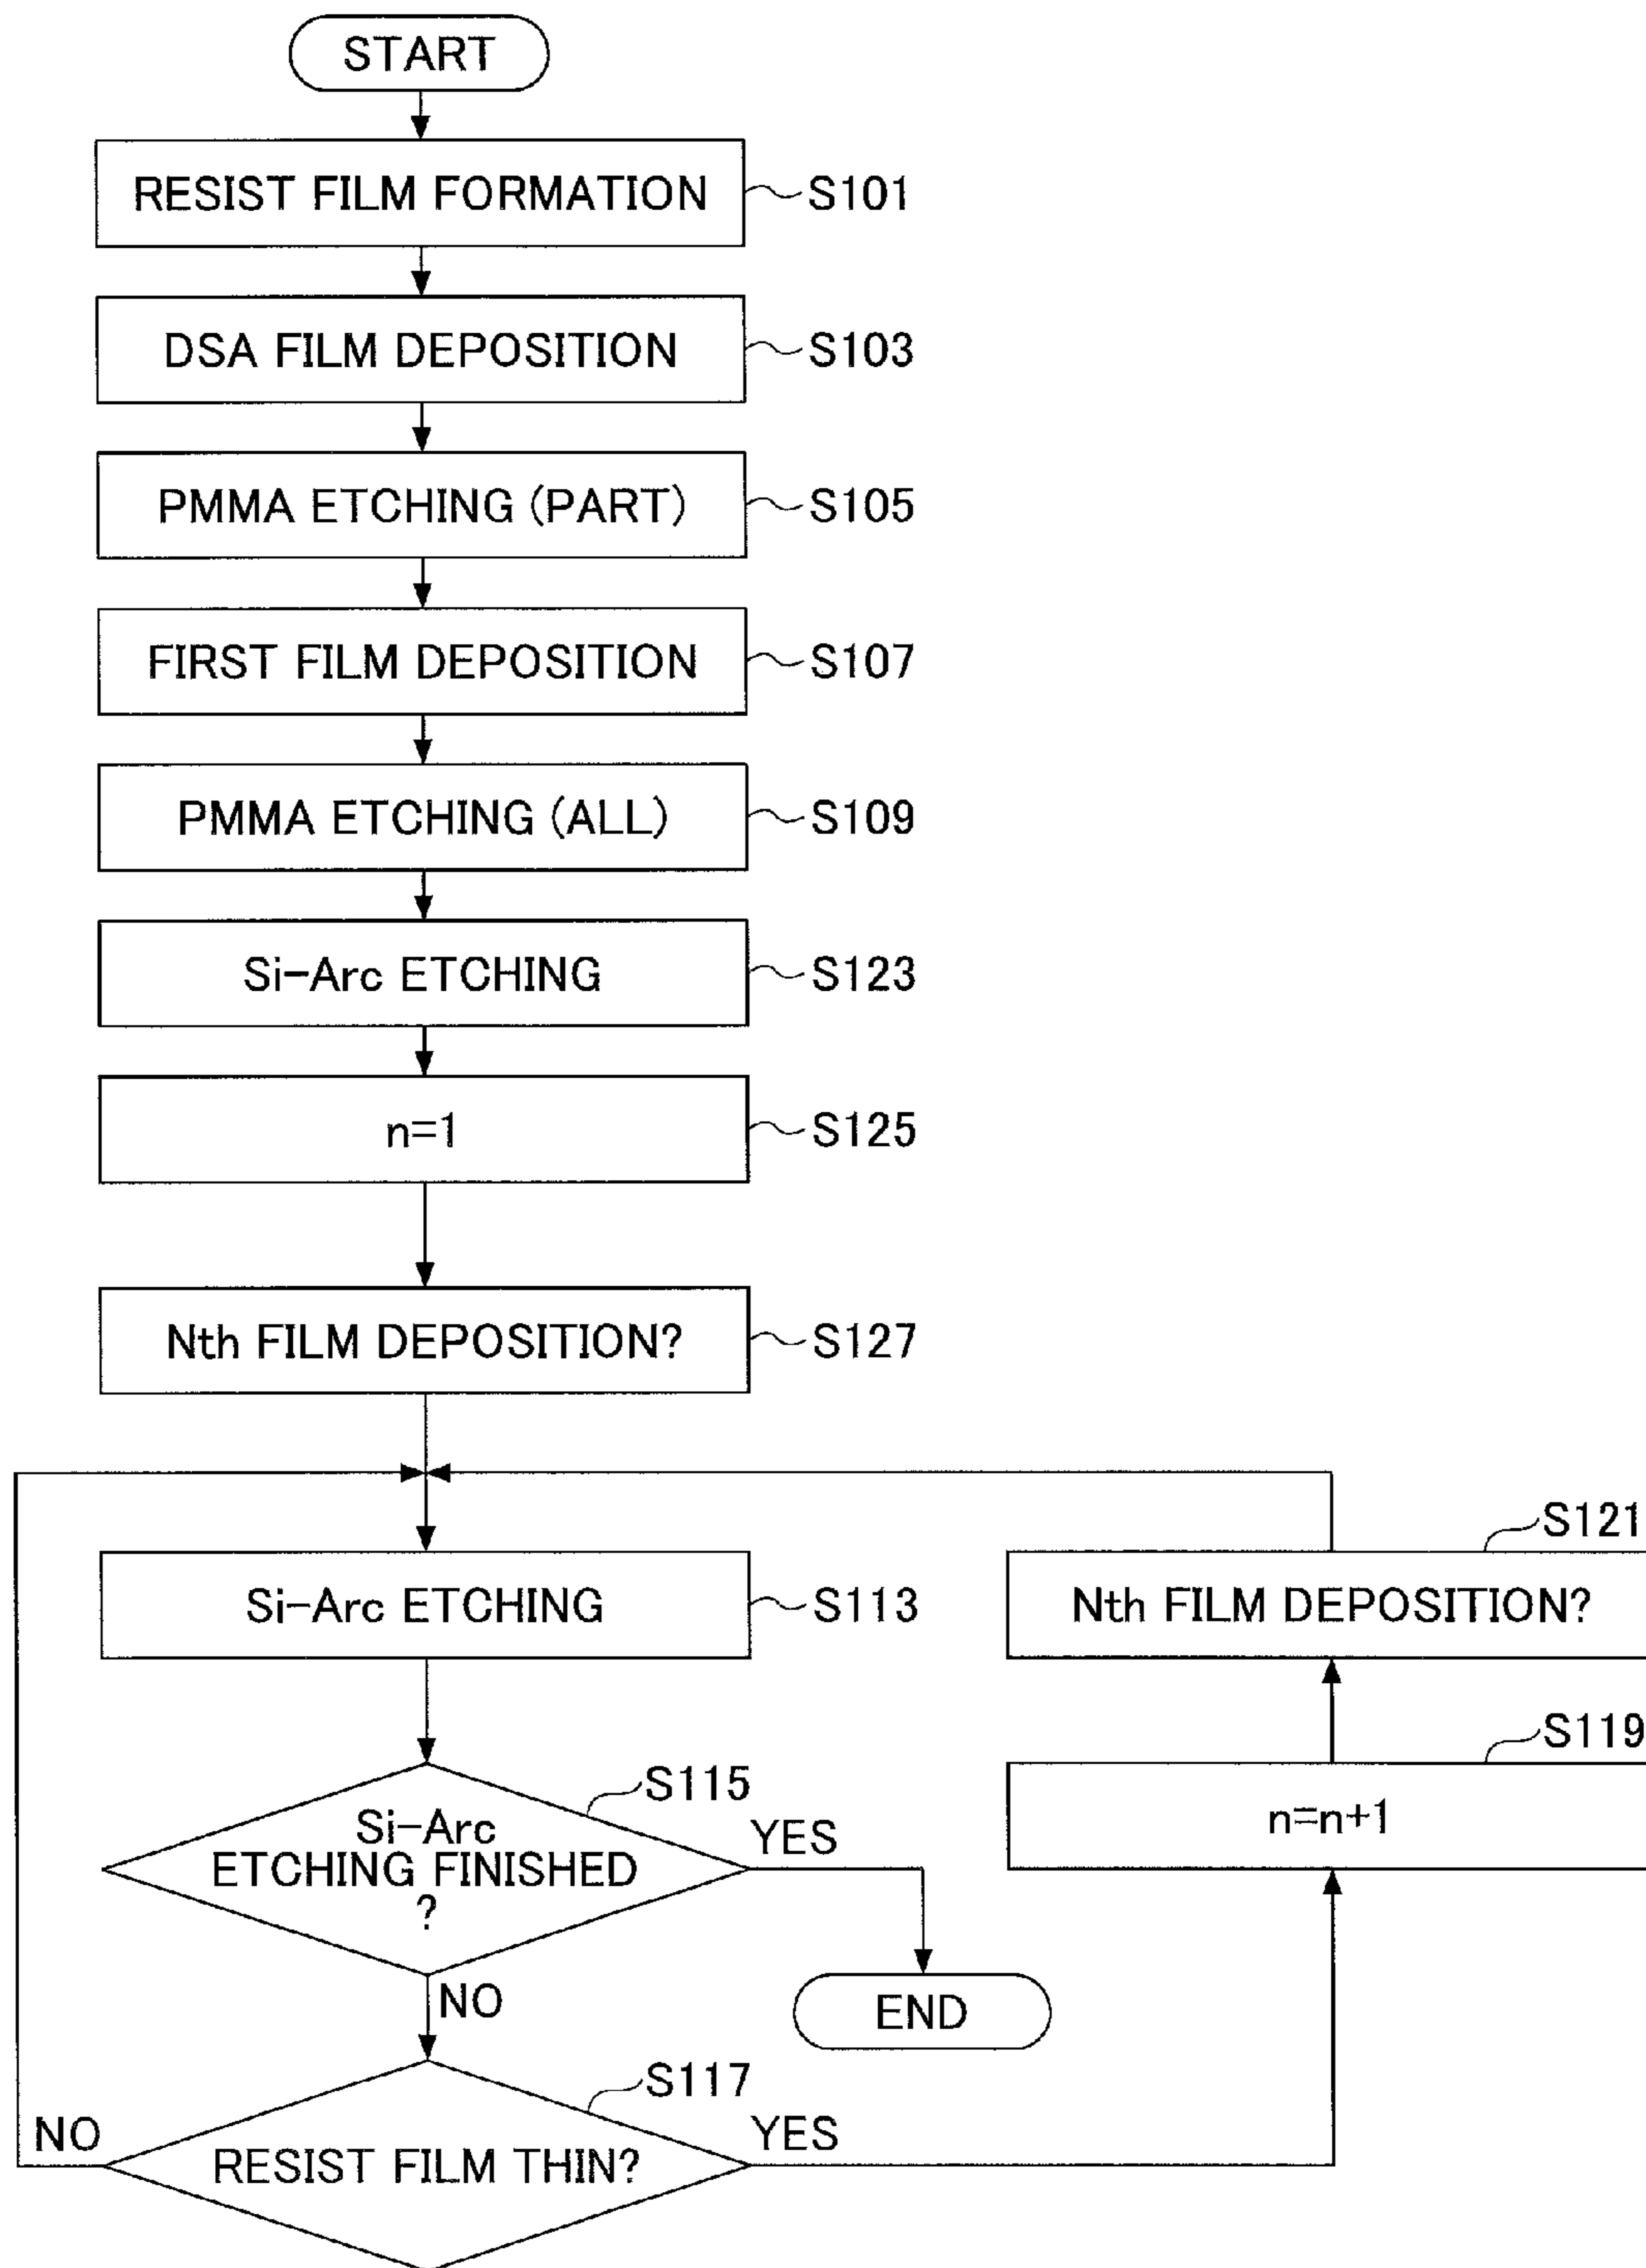 START
RESIST FILM FORMATION
S101
DSA FILM DEPOSITION
S103
PMMA ETCHING (PART)
S105
FIRST FILM DEPOSITION
S107
PMMA ETCHING (ALL)
S109
Si-Arc ETCHING
S123
n=1
S125
Nth FILM DEPOSITION?
S127
Si-Arc ETCHING
S113
S121
Nth FILM DEPOSITION?
S119
n=n+1
S115
Si-Arc
ETCHING FINISHED
?
YES
NO
END
S117
RESIST FILM THIN?
NO
YES